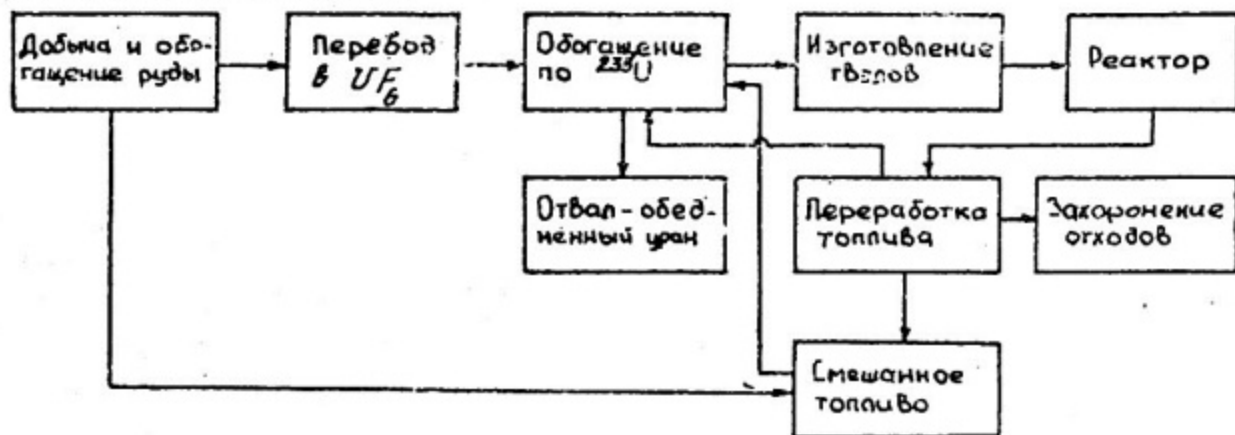 Добыча и обо-
гащение руды
Перевод
в UF₆
Обогащение
по ²³⁵U
Изготовление
твэлов
Реактор
Отвал-обед-
нённый уран
Переработка
топлива
Захоронение
отходов
Смешанное
топливо